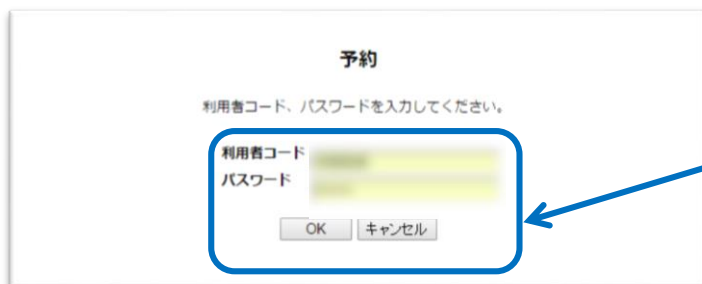 予約
利用者コード、パスワードを入力してください。
利用者コード
パスワード
OK キャンセル